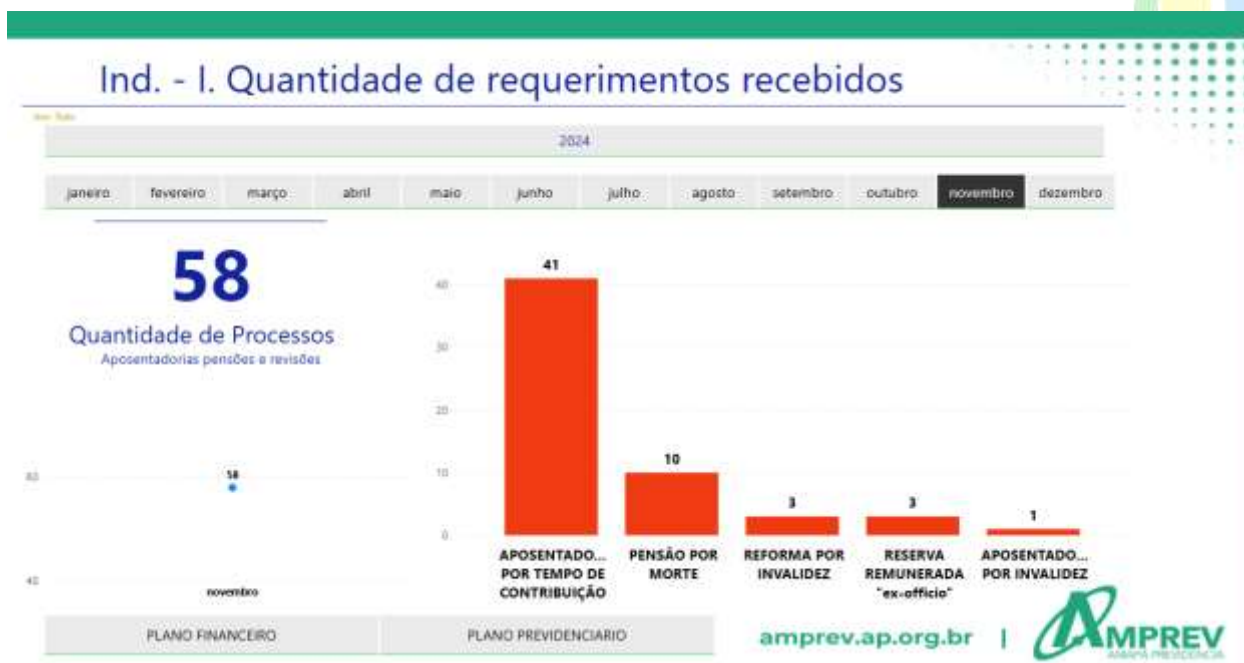 Ind. - I. Quantidade de requerimentos recebidos
2024
janeiro fevereiro março abril maio junho julho agosto setembro outubro novembro dezembro
58
Quantidade de Processos
Aposentadorias pensões e revisões
60
58
40
novembro
40
30
20
10
0
41
10
3
3
1
APOSENTADO...
POR TEMPO DE
CONTRIBUIÇÃO
PENSÃO POR
MORTE
REFORMA POR
INVALIDEZ
RESERVA
REMUNERADA
"ex-officio"
APOSENTADO...
POR INVALIDEZ
PLANO FINANCEIRO
PLANO PREVIDENCIARIO
amprev.ap.org.br |
AMPREV
AMAPÁ PREVIDÊNCIA